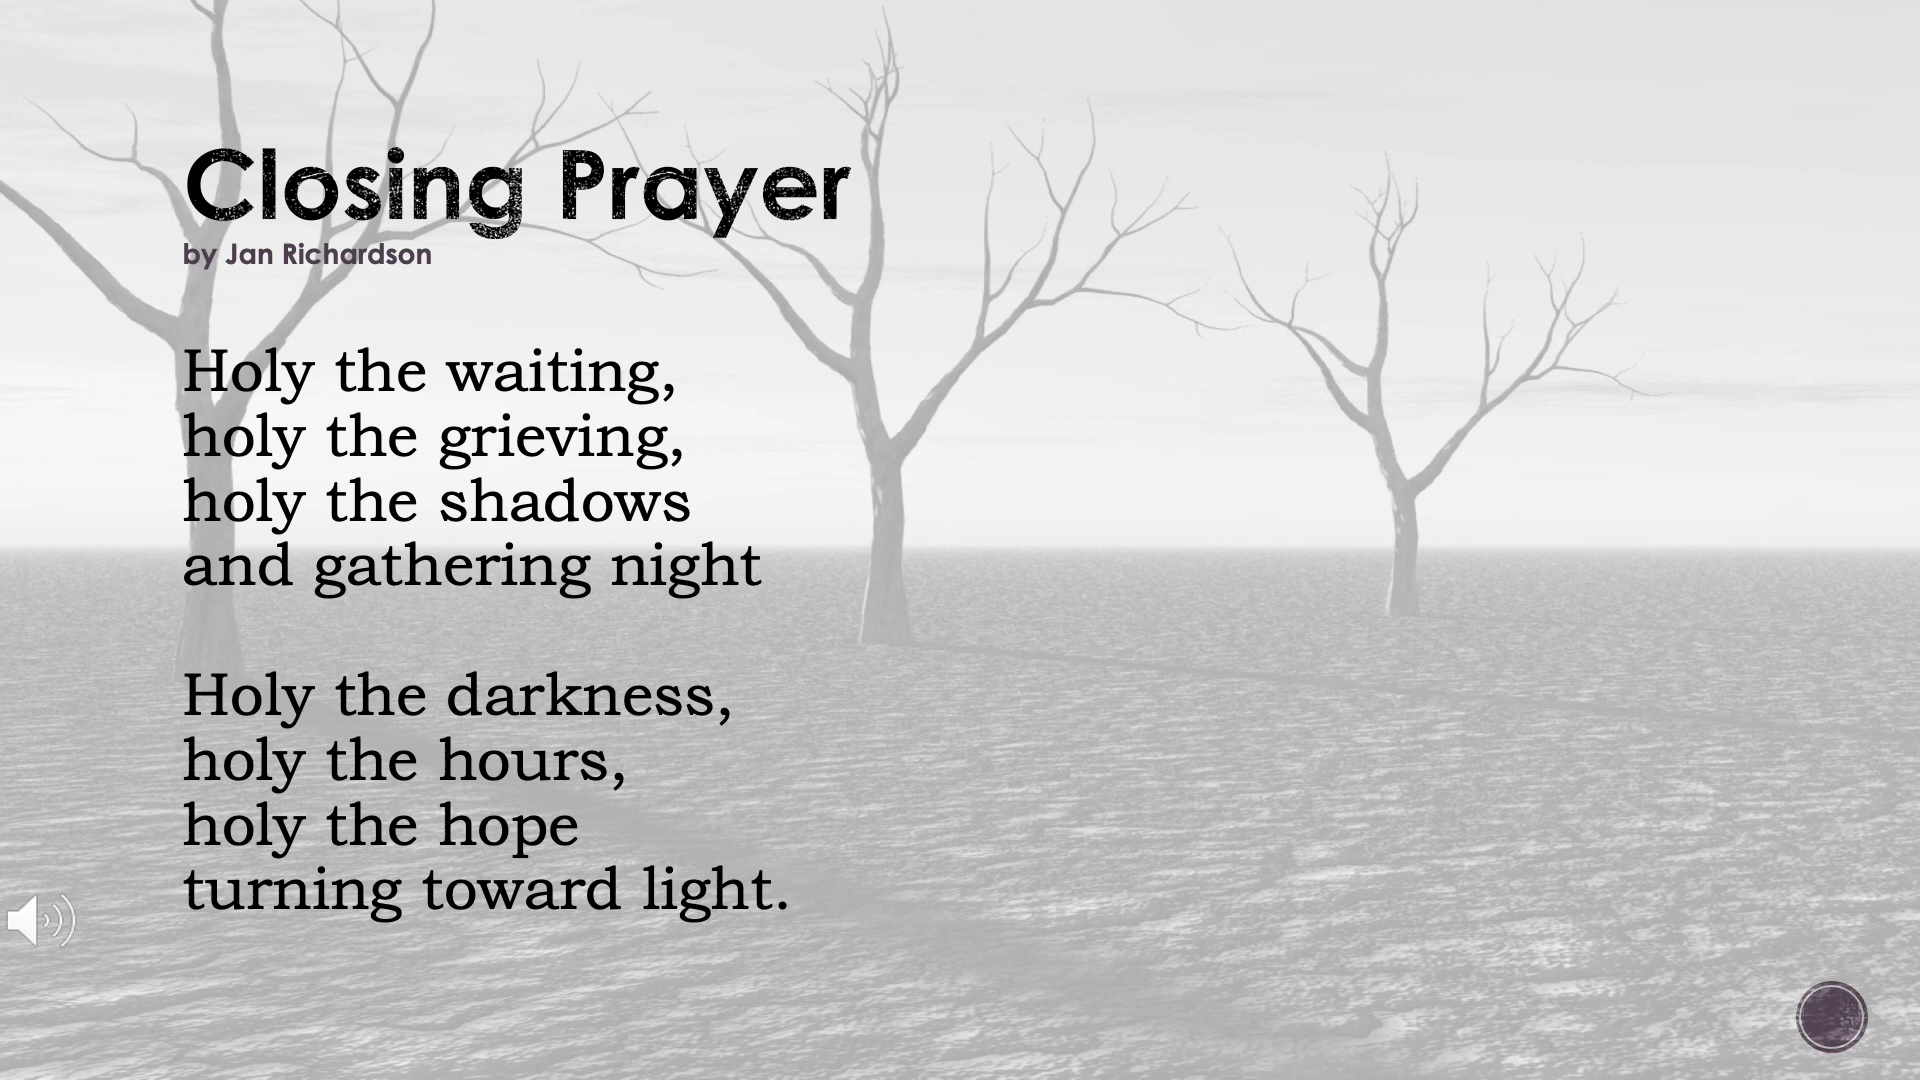 Closing Prayer
by Jan Richardson
Holy the waiting,
holy the grieving,
holy the shadows
and gathering night
Holy the darkness,
holy the hours,
holy the hope
turning toward light.